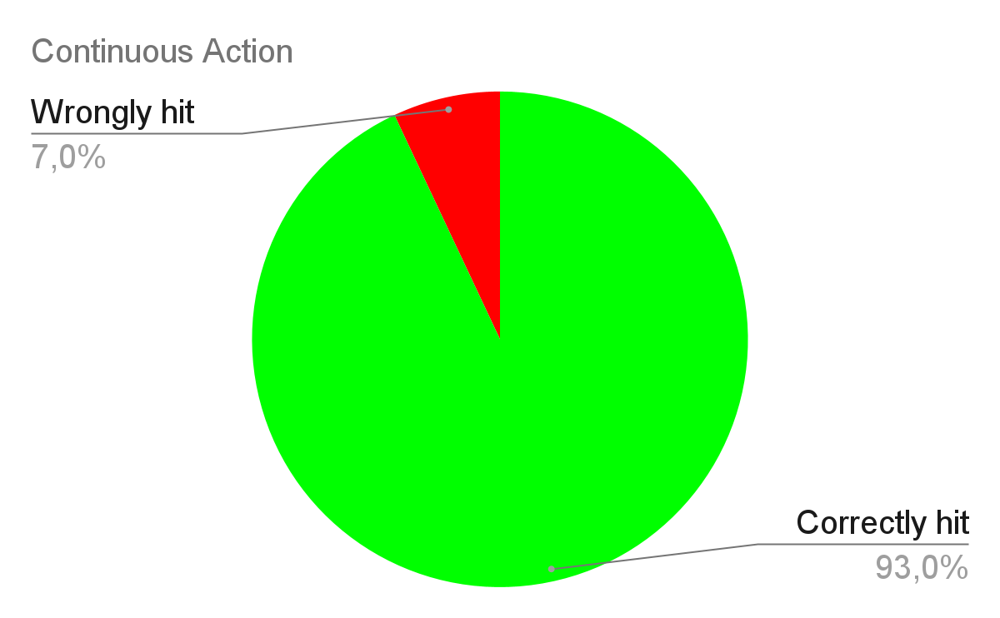 Continuous Action
Wrongly hit
7,0%
Correctly hit
93,0%